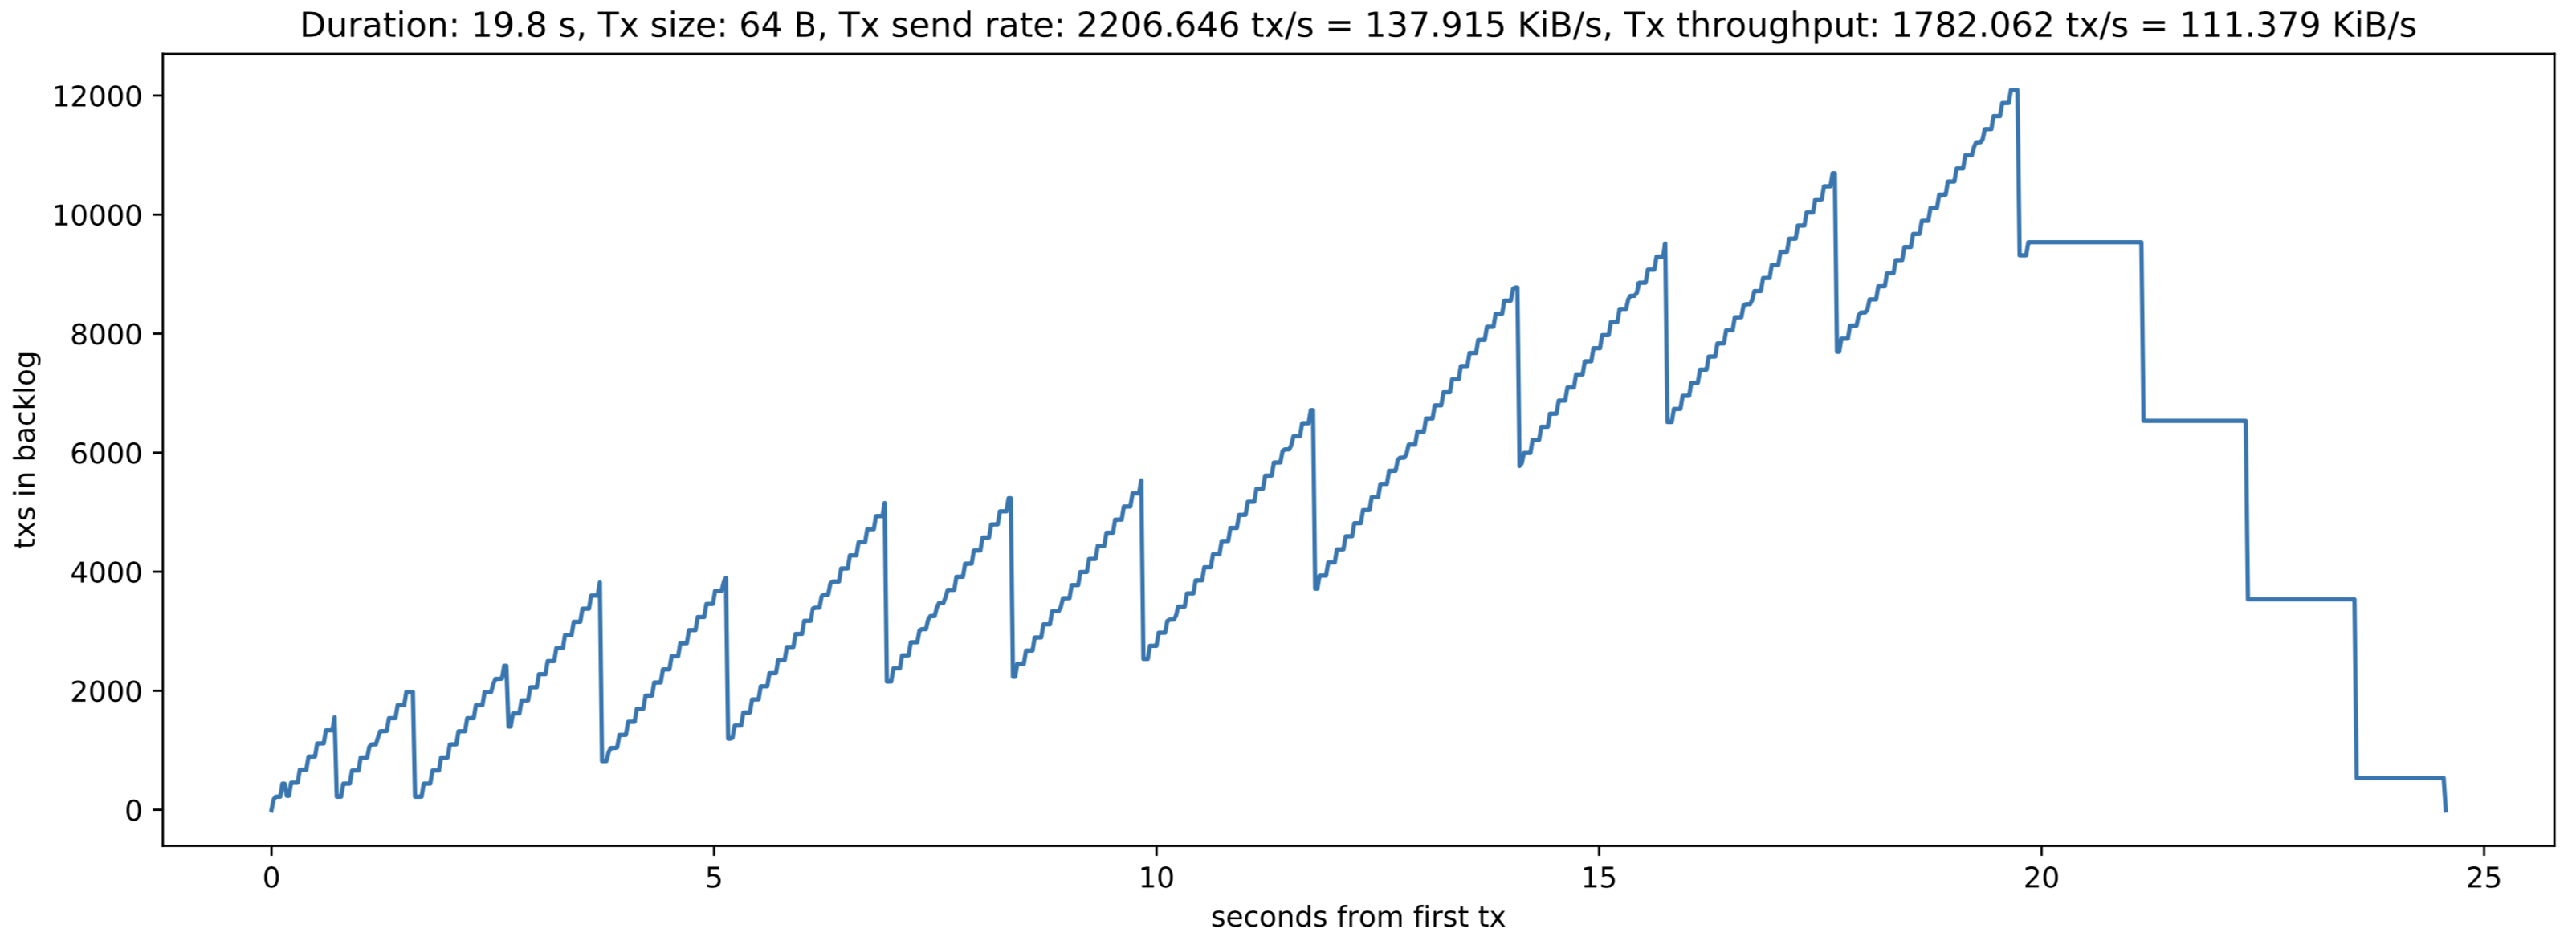 Duration: 19.8 s, Tx size: 64 B, Tx send rate: 2206.646 tx/s = 137.915 KiB/s, Tx throughput: 1782.062 tx/s = 111.379 KiB/s
12000
10000
8000
6000
4000
2000
0
txs in backlog
0 5 10 15 20 25
seconds from first tx